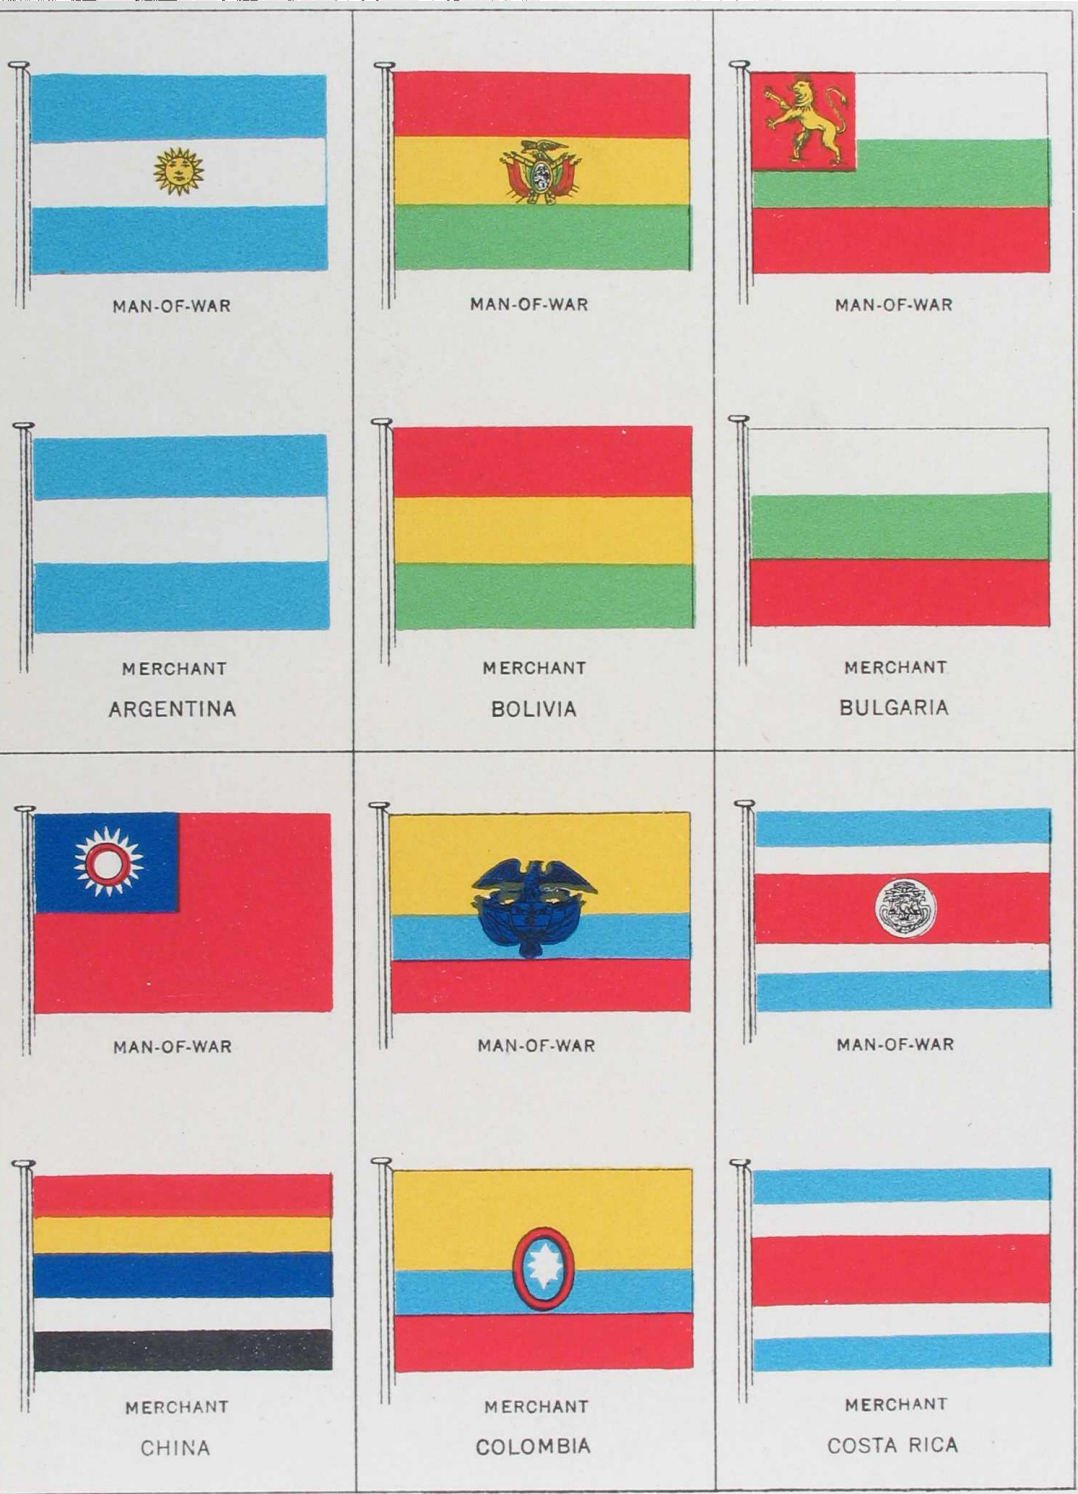 MAN-OF-WAR
MAN-OF-WAR
MAN-OF-WAR
MERCHANT
MERCHANT
MERCHANT
ARGENTINA
BOLIVIA
BULGARIA
MAN-OF-WAR
MAN-OF-WAR
MAN-OF-WAR
MERCHANT
MERCHANT
MERCHANT
CHINA
COLOMBIA
COSTA RICA